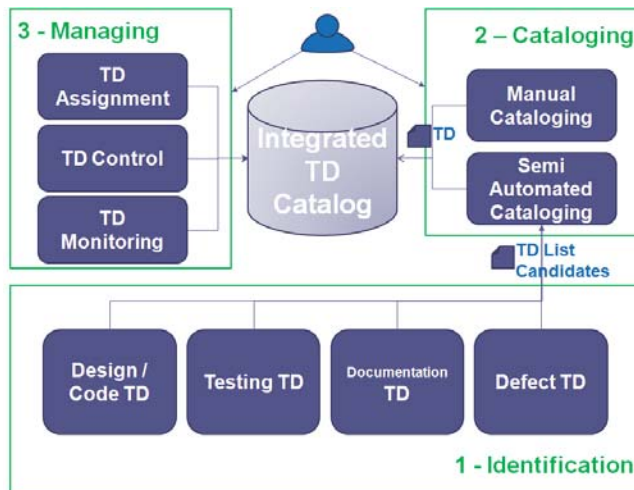 3 - Managing
TD
Assignment
TD Control
TD
Monitoring
Integrated
TD
Catalog
2 – Cataloging
Manual
Cataloging
TD
Semi
Automated
Cataloging
TD List
Candidates
Design /
Code TD
Testing TD
Documentation
TD
Defect TD
1 - Identification